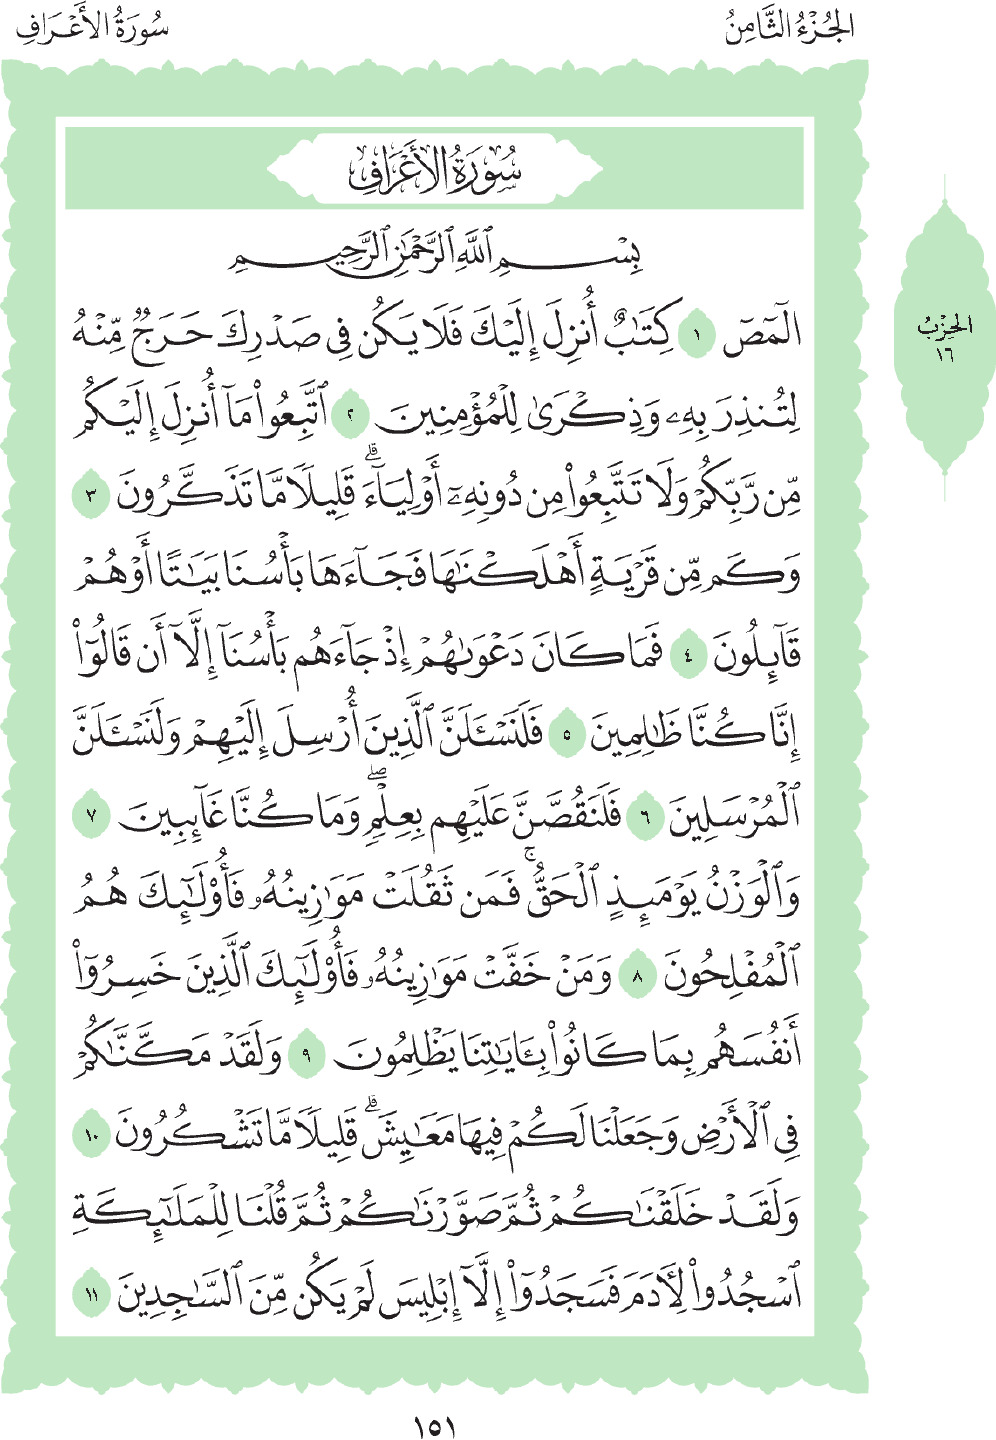 الجُزْءُ الثَّامِنُ
سُورَةُ الأَعْرَافِ
سُورَةُ الأَعْرَافِ
بِسْمِ ٱللَّهِ ٱلرَّحْمَٰنِ ٱلرَّحِيمِ
الٓمٓصٓ ١ كِتَٰبٌ أُنزِلَ إِلَيْكَ فَلَا يَكُن فِى صَدْرِكَ حَرَجٌ مِّنْهُ
لِتُنذِرَ بِهِۦ وَذِكْرَىٰ لِلْمُؤْمِنِينَ ٢ ٱتَّبِعُوا۟ مَآ أُنزِلَ إِلَيْكُم
مِّن رَّبِّكُمْ وَلَا تَتَّبِعُوا۟ مِن دُونِهِۦٓ أَوْلِيَآءَ ۗ قَلِيلًا مَّا تَذَكَّرُونَ ٣
وَكَم مِّن قَرْيَةٍ أَهْلَكْنَٰهَا فَجَآءَهَا بَأْسُنَا بَيَٰتًا أَوْ هُمْ
قَآئِلُونَ ٤ فَمَا كَانَ دَعْوَىٰهُمْ إِذْ جَآءَهُم بَأْسُنَآ إِلَّآ أَن قَالُوٓا۟
إِنَّا كُنَّا ظَٰلِمِينَ ٥ فَلَنَسْـَٔلَنَّ ٱلَّذِينَ أُرْسِلَ إِلَيْهِمْ وَلَنَسْـَٔلَنَّ
ٱلْمُرْسَلِينَ ٦ فَلَنَقُصَّنَّ عَلَيْهِم بِعِلْمٍ ۖ وَمَا كُنَّا غَآئِبِينَ ٧
وَٱلْوَزْنُ يَوْمَئِذٍ ٱلْحَقُّ ۚ فَمَن ثَقُلَتْ مَوَٰزِينُهُۥ فَأُو۟لَٰٓئِكَ هُمُ
ٱلْمُفْلِحُونَ ٨ وَمَنْ خَفَّتْ مَوَٰزِينُهُۥ فَأُو۟لَٰٓئِكَ ٱلَّذِينَ خَسِرُوٓا۟
أَنفُسَهُم بِمَا كَانُوا۟ بِـَٔايَٰتِنَا يَظْلِمُونَ ٩ وَلَقَدْ مَكَّنَّٰكُمْ
فِى ٱلْأَرْضِ وَجَعَلْنَا لَكُمْ فِيهَا مَعَٰيِشَ ۗ قَلِيلًا مَّا تَشْكُرُونَ ١٠
وَلَقَدْ خَلَقْنَٰكُمْ ثُمَّ صَوَّرْنَٰكُمْ ثُمَّ قُلْنَا لِلْمَلَٰٓئِكَةِ
ٱسْجُدُوا۟ لِـَٔادَمَ فَسَجَدُوٓا۟ إِلَّآ إِبْلِيسَ لَمْ يَكُن مِّنَ ٱلسَّٰجِدِينَ ١١
الحِزْبُ
١٦
١٥١